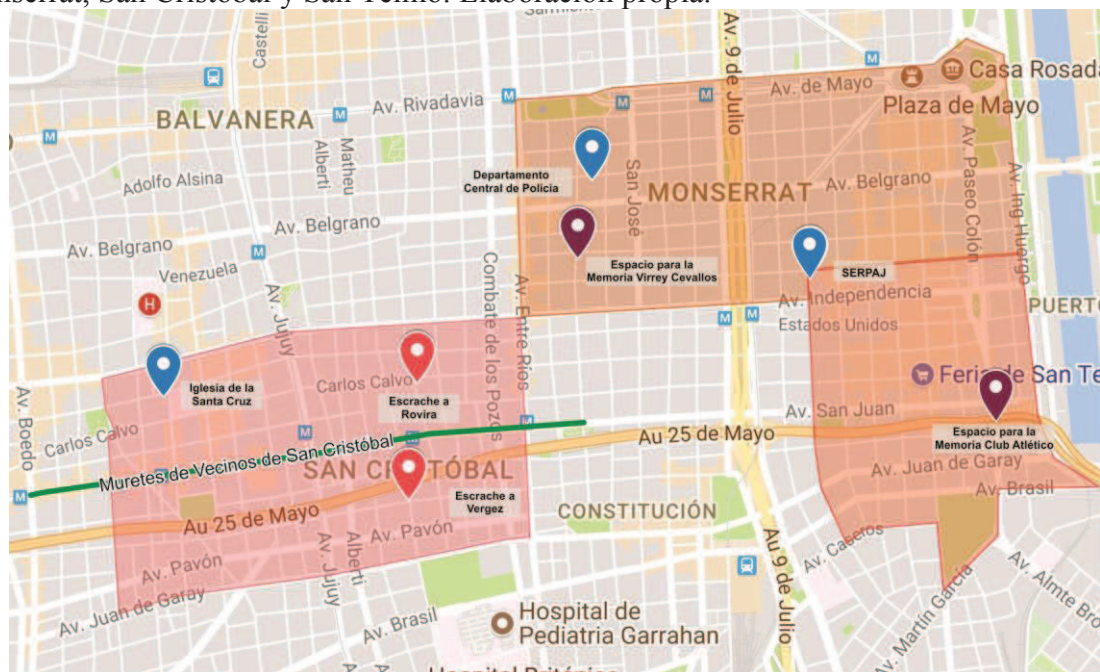 nserrat, San Cristóbal y San Telmo. Elaboración propia.
Sarmiento
Castelli
Av. 9 de Julio
Av. de Mayo
Casa Rosada
Plaza de Mayo
Av. Rivadavia
BALVANERA
Matheu
Alberti
Adolfo Alsina
Departamento
Central de Policía
San José
MONSERRAT
Av. Belgrano
Av. Paseo Colón
Av. Ing Huergo
Av. Belgrano
Av. Belgrano
Venezuela
Espacio para la
Memoria Virrey Cevallos
SERPAJ
Combate de los Pozos
Av. Entre Ríos
Av. Independencia
Estados Unidos
PUERTO
H
Av. Jujuy
Iglesia de la
Santa Cruz
Carlos Calvo
Escrache a
Rovira
Feria de San Te
Av. Boedo
Carlos Calvo
Av. San Juan
Espacio para la
Memoria Club Atlético
Muretes de Vecinos de San Cristóbal
Au 25 de Mayo
SAN CRISTÓBAL
Av. Juan de Garay
Av. Brasil
Escrache a
Vergez
CONSTITUCIÓN
Au 25 de Mayo
Av. Pavón
Av. Pavón
Av. Jujuy
Alberti
Au 9 de Julio
Av. Caseros
Av. Juan de Garay
Av. Brasil
Av. Martín García
Av. Almte Bro
Hospital de
Pediatria Garrahan
Hospital Británico